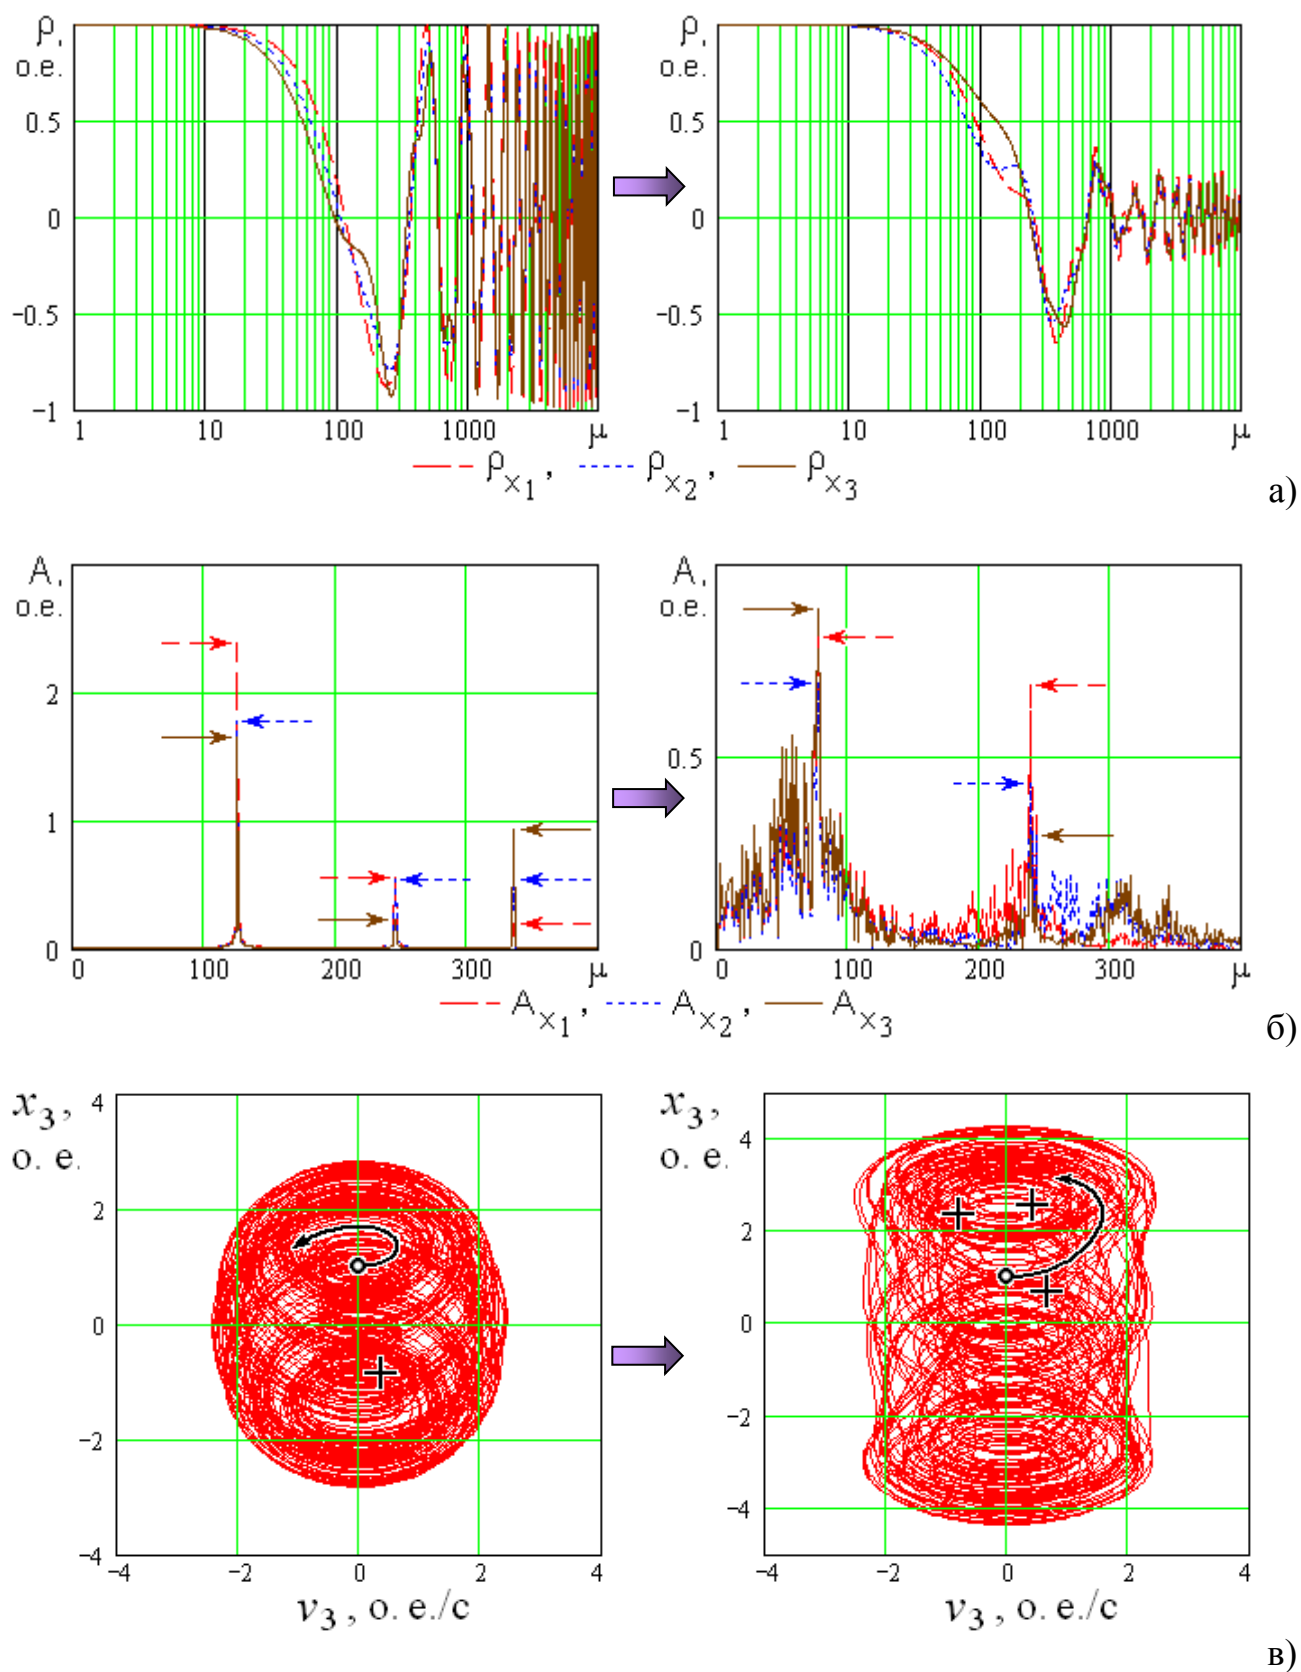 ρ, o.e. 0.5 0 −0.5 −1
1 10 100 1000 μ
ρ, o.e. 0.5 0 −0.5 −1
1 10 100 1000 μ
ρx1, ρx2, ρx3
а)
A, o.e. 2 1 0
0 100 200 300 μ
A, o.e. 0.5 0
0 100 200 300 μ
Ax1, Ax2, Ax3
б)
x3, о. е. 4 2 0 −2 −4
−4 −2 0 2 4
v3, о. е./с
x3, о. е. 4 2 0 −2 −4
−4 −2 0 2 4
v3, о. е./с
в)